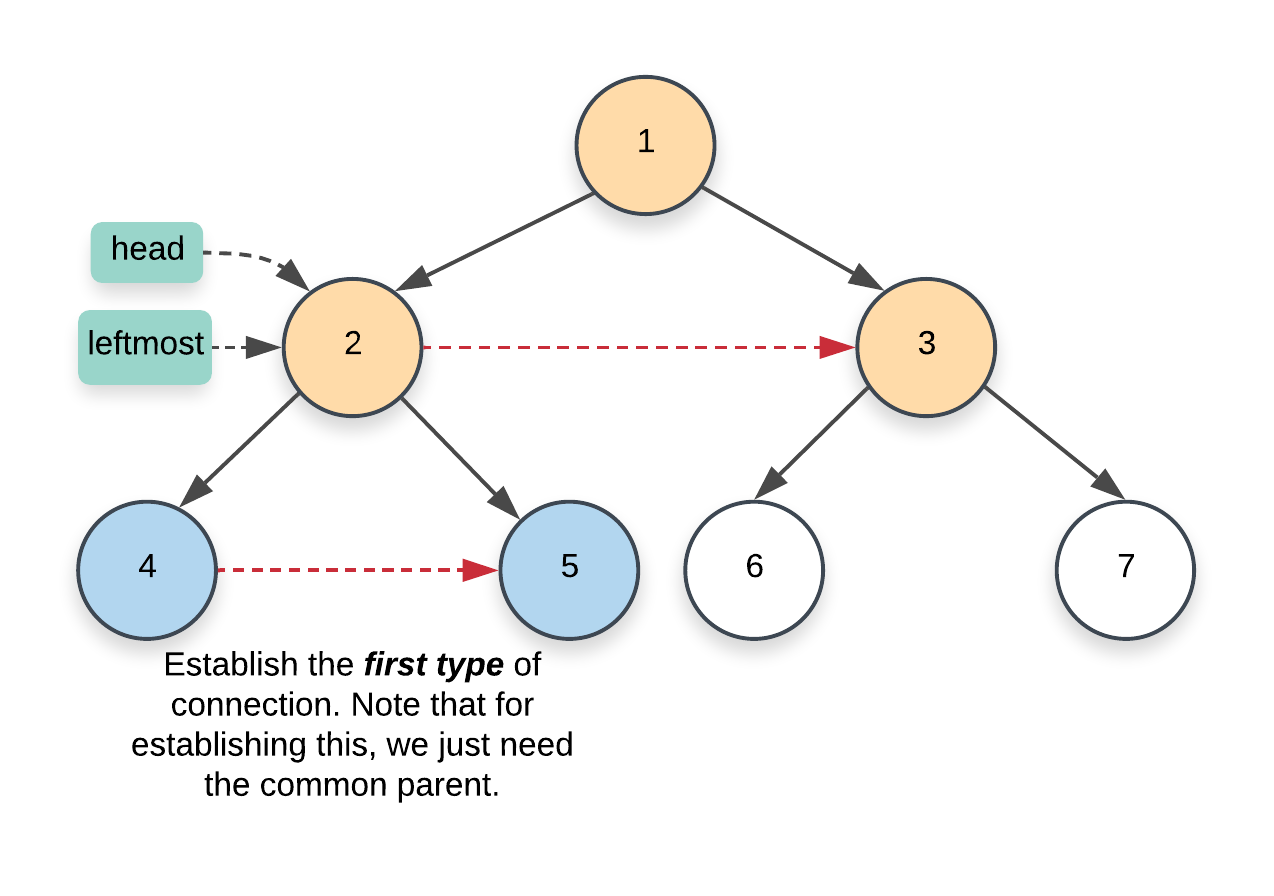 1
head
leftmost
2
3
4
5
6
7
Establish the first type of
connection. Note that for
establishing this, we just need
the common parent.